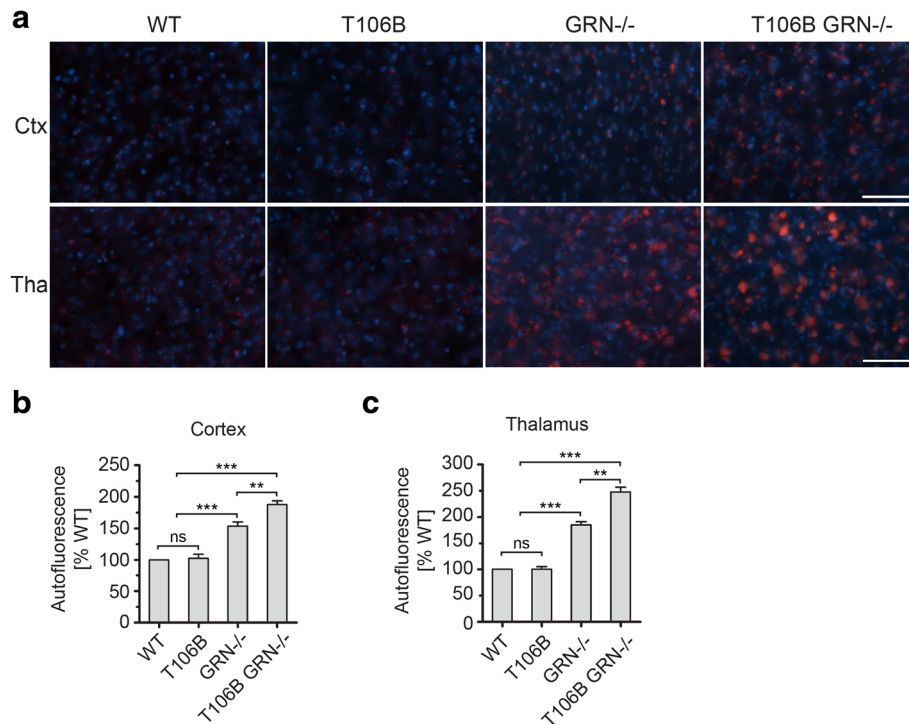 a
WT T106B GRN-/- T106B GRN-/-
Ctx
Tha
b
Cortex
Autofluorescence
[% WT]
250
200
150
100
50
0
ns
***
**
***
WT
T106B
GRN-/-
T106B GRN-/-
c
Thalamus
Autofluorescence
[% WT]
300
250
200
150
100
50
0
ns
***
**
***
WT
T106B
GRN-/-
T106B GRN-/-